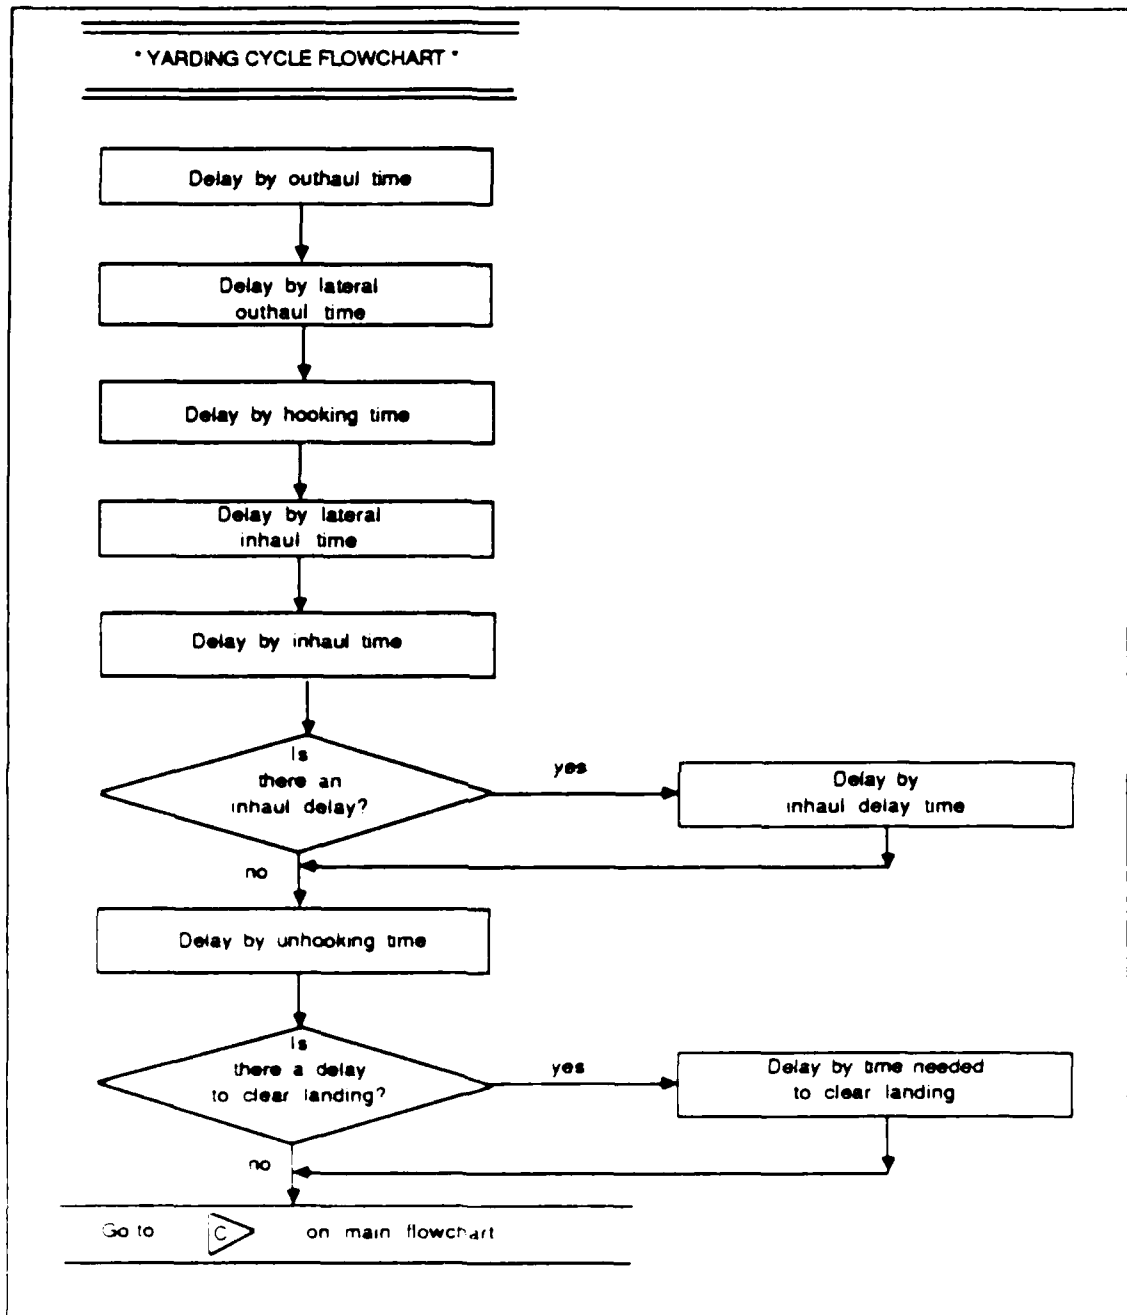 * YARDING CYCLE FLOWCHART *
Delay by outhaul time
Delay by lateral
outhaul time
Delay by hooking time
Delay by lateral
inhaul time
Delay by inhaul time
Is
there an
inhaul delay?
yes
Delay by
inhaul delay time
no
Delay by unhooking time
Is
there a delay
to clear landing?
yes
Delay by time needed
to clear landing
no
Go to C on main flowchart